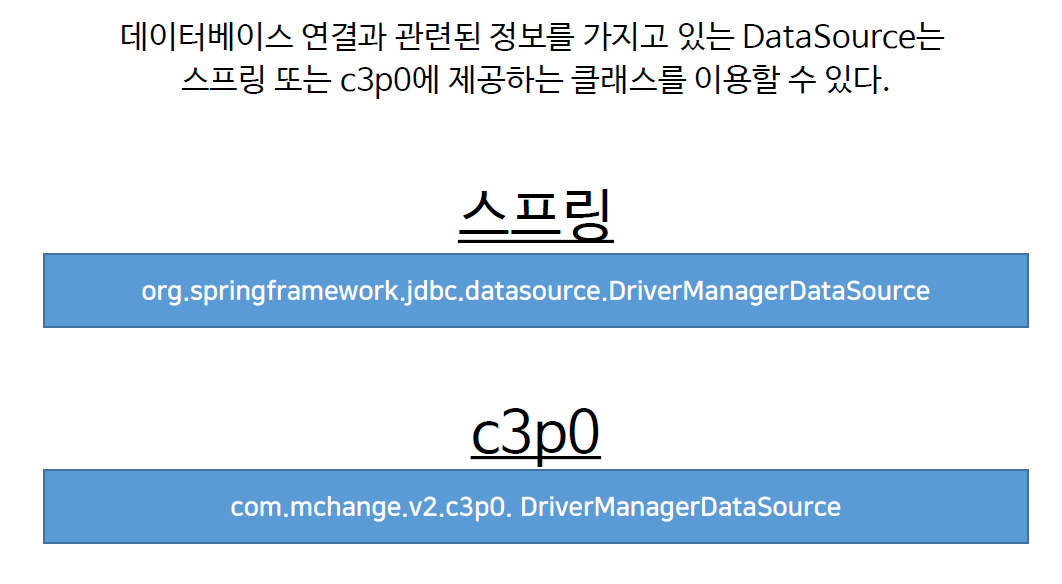 데이터베이스 연결과 관련된 정보를 가지고 있는 DataSource는
스프링 또는 c3p0에 제공하는 클래스를 이용할 수 있다.
스프링
org.springframework.jdbc.datasource.DriverManagerDataSource
c3p0
com.mchange.v2.c3p0. DriverManagerDataSource